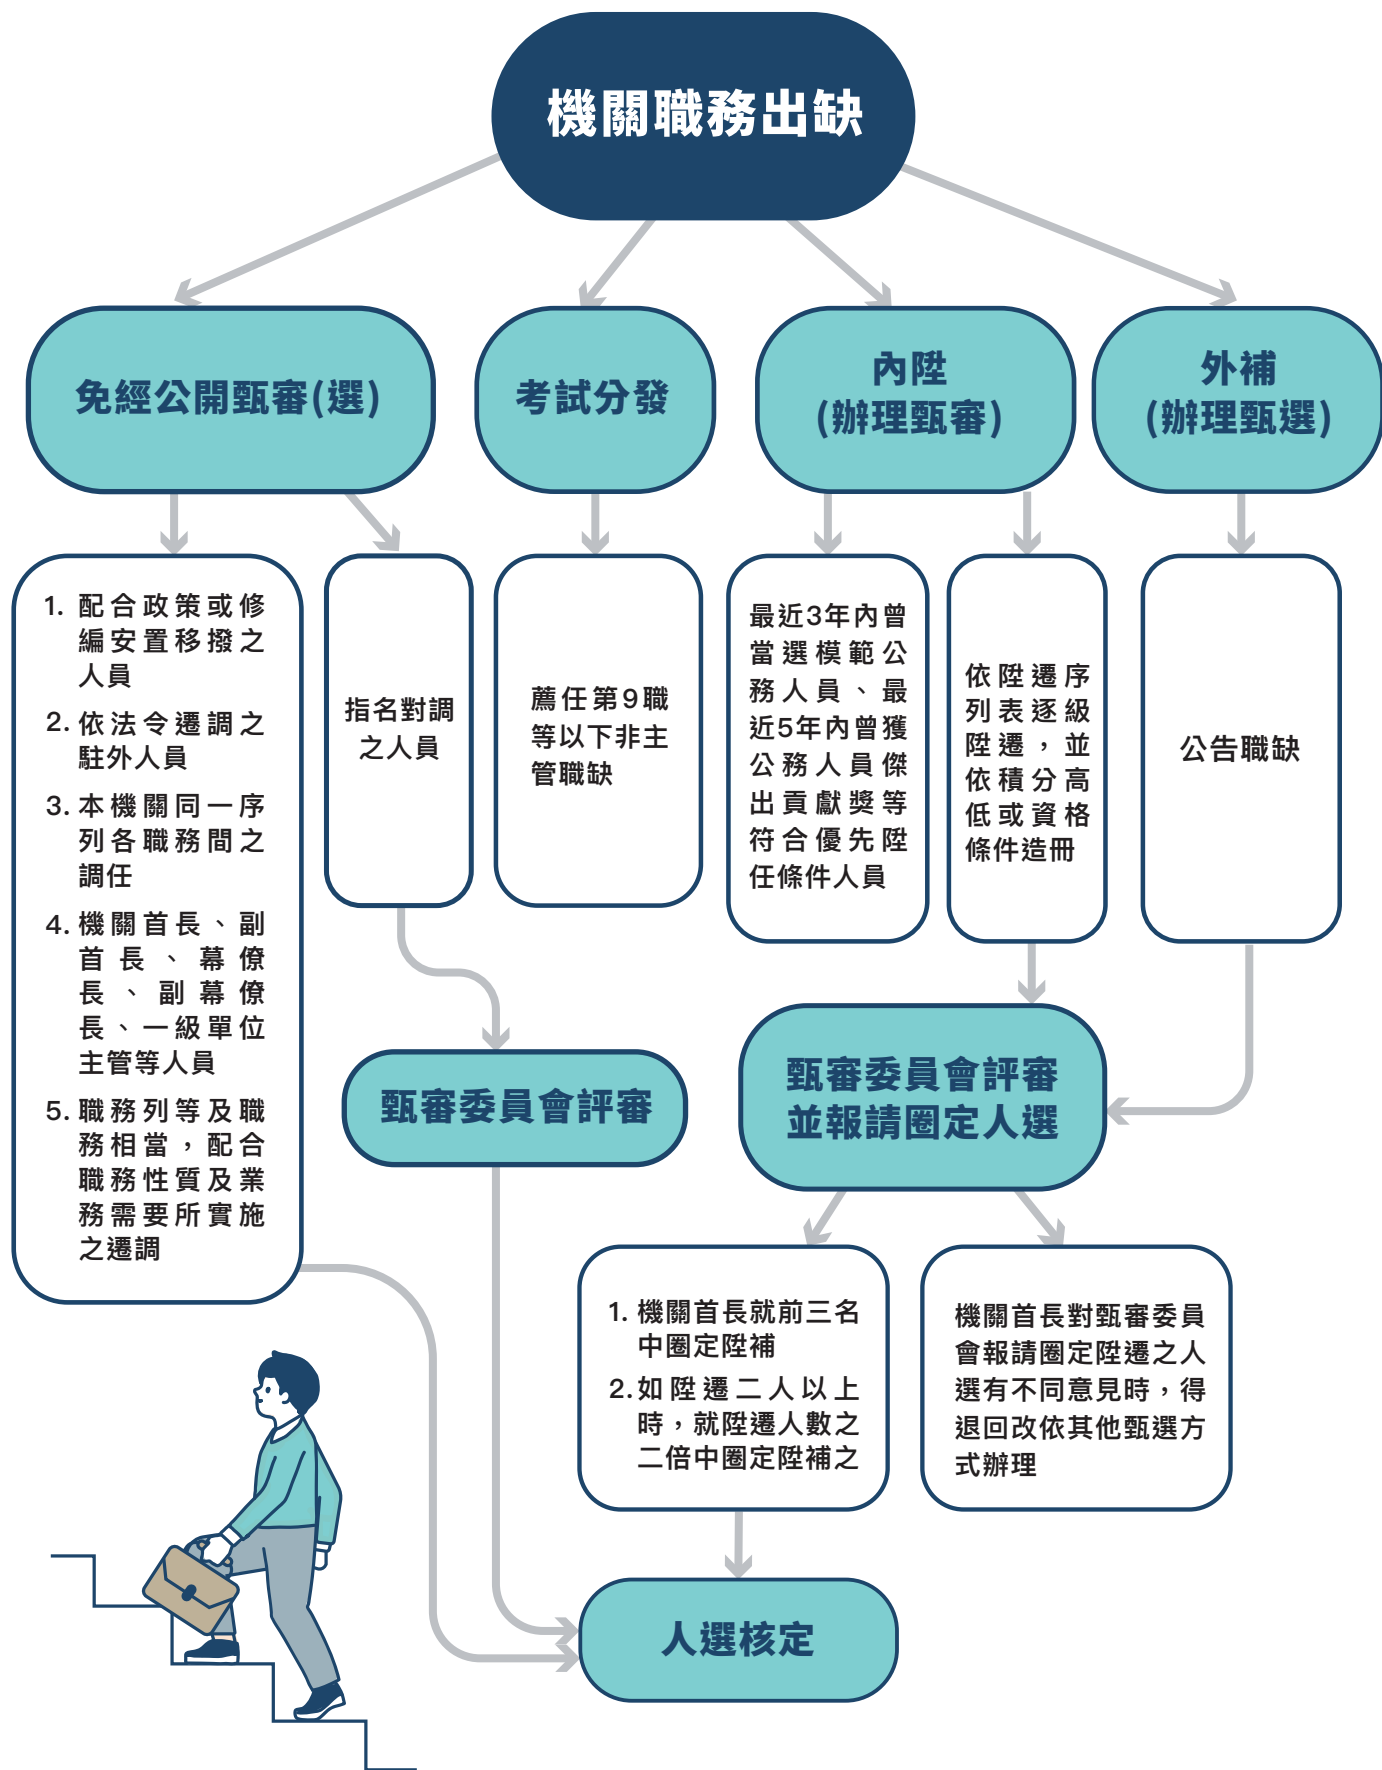 機關職務出缺
免經公開甄審(選)
考試分發
內陞
(辦理甄審)
外補
(辦理甄選)
1. 配合政策或修
編安置移撥之
人員
2. 依法令遷調之
駐外人員
3. 本機關同一序
列各職務間之
調任
4. 機關首長、副
首長、幕僚
長、副幕僚
長、一級單位
主管等人員
5. 職務列等及職
務相當，配合
職務性質及業
務需要所實施
之遷調
指名對調
之人員
薦任第9職
等以下非主
管職缺
最近3年內曾
當選模範公
務人員、最
近5年內曾獲
公務人員傑
出貢獻獎等
符合優先陞
任條件人員
依陞遷序
列表逐級
陞遷，並
依積分高
低或資格
條件造冊
公告職缺
甄審委員會評審
甄審委員會評審
並報請圈定人選
1. 機關首長就前三名
中圈定陞補
2. 如陞遷二人以上
時，就陞遷人數之
二倍中圈定陞補之
機關首長對甄審委員
會報請圈定陞遷之人
選有不同意見時，得
退回改依其他甄選方
式辦理
人選核定